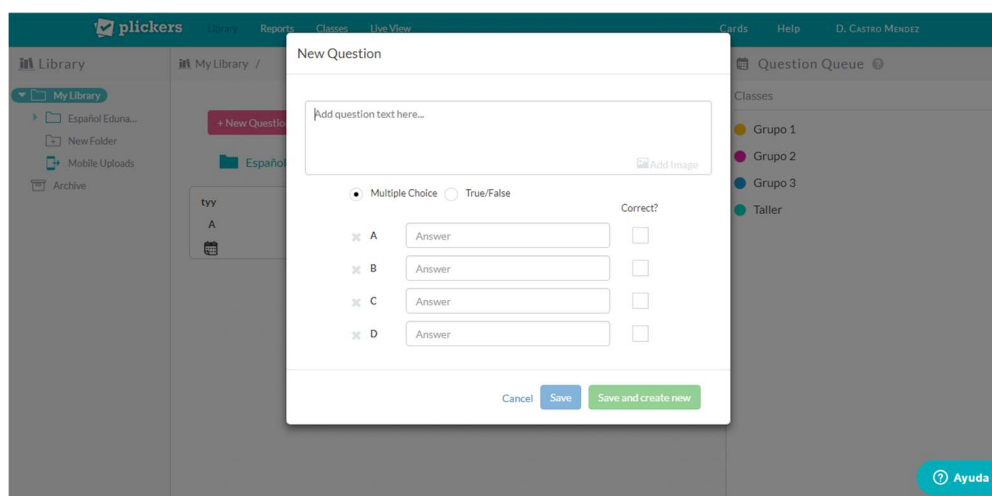 plickers Library Reports Classes Live View Cards Help D. CASTRO MENDEZ
Library
My Library /
Question Queue
My Library
Español Eduna...
New Folder
Mobile Uploads
Archive
+ New Questio
Español
tyy
A
New Question
Add question text here...
Add Image
Multiple Choice True/False
Correct?
A Answer
B Answer
C Answer
D Answer
Cancel Save Save and create new
Classes
Grupo 1
Grupo 2
Grupo 3
Taller
Ayuda